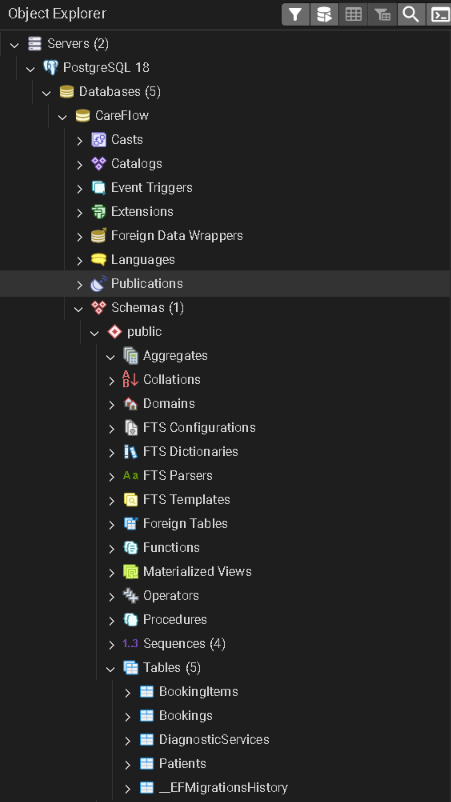 Object Explorer
Servers (2)
PostgreSQL 18
Databases (5)
CareFlow
Casts
Catalogs
Event Triggers
Extensions
Foreign Data Wrappers
Languages
Publications
Schemas (1)
public
Aggregates
Collations
Domains
FTS Configurations
FTS Dictionaries
FTS Parsers
FTS Templates
Foreign Tables
Functions
Materialized Views
Operators
Procedures
1..3 Sequences (4)
Tables (5)
BookingItems
Bookings
DiagnosticServices
Patients
__EFMigrationsHistory